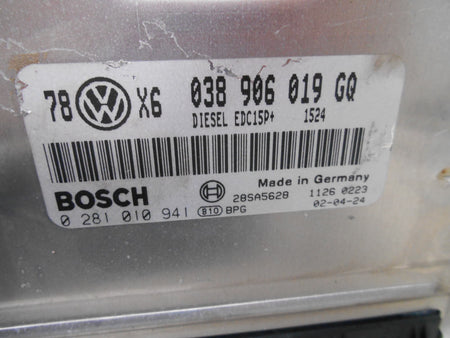 78 X6 038 906 019 GQ
DIESEL EDC15P+ 1524
BOSCH 28SA5628 Made in Germany
1126 0223
0 281 010 941 810 BPG 02-04-24